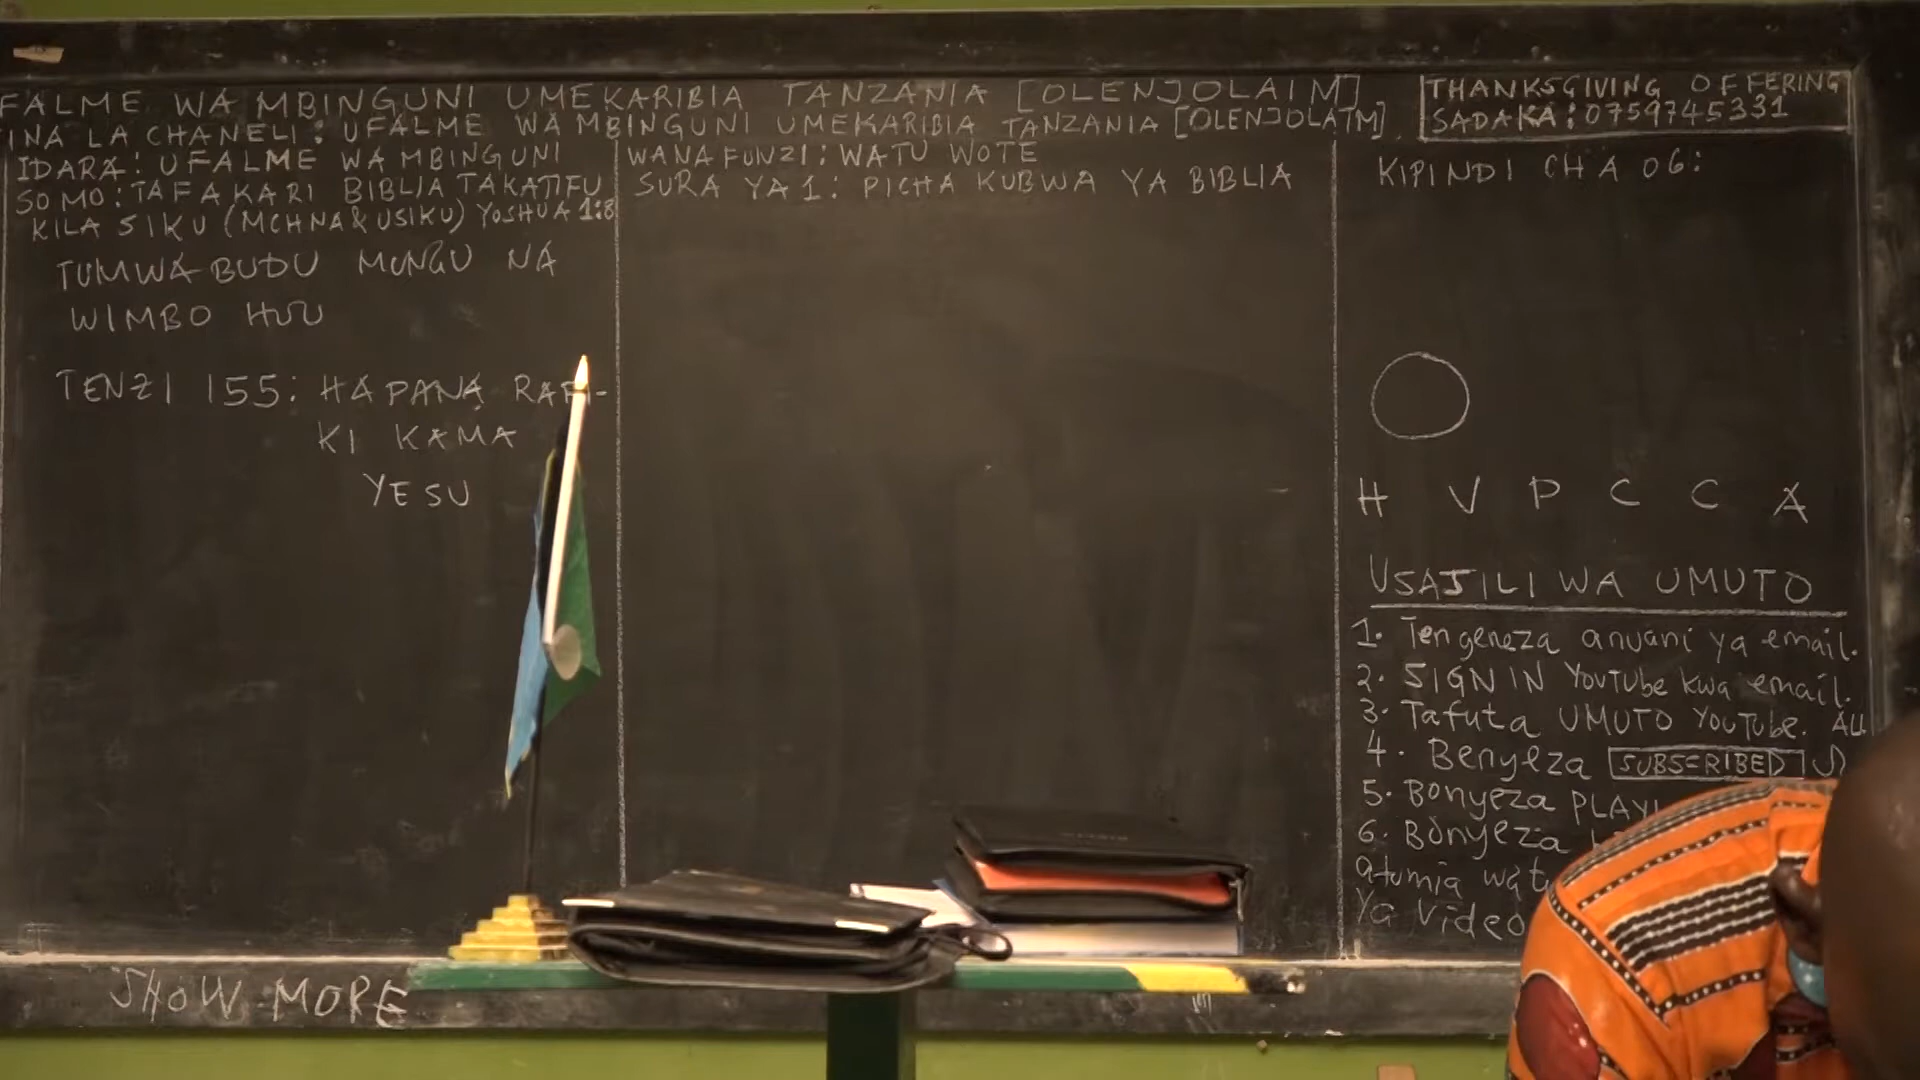 FALME WA MBINGUNI UMEKARIBIA TANZANIA [OLENJOLAIM]
INA LA CHANELI: UFALME WA MBINGUNI UMEKARIBIA TANZANIA [OLENJOLAIM]
THANKSGIVING OFFERING
SADAKA: 0759745331
IDARA: UFALME WA MBINGUNI
SOMO: TAFAKARI BIBLIA TAKATIFU
KILA SIKU (MCHNA & USIKU) YOSHUA 1:8
TUMWABUDU MUNGU NA
WIMBO HUU
TENZI 155: HAPANA RAFI-
KI KAMA
YESU
WANAFUNZI: WATU WOTE
SURA YA 1: PICHA KUBWA YA BIBLIA
KIPINDI CHA 06:
H V P C C A
USAJILI WA UMUTO
1. Tengeneza anuani ya email.
2. SIGN IN YouTube kwa email.
3. Tafuta UMUTO YouTube. ALL
4. Benyeza SUBSCRIBED
5. Bonyeza PLAY
6. Bonyeza
atumia
Ya Video
SHOW MORE